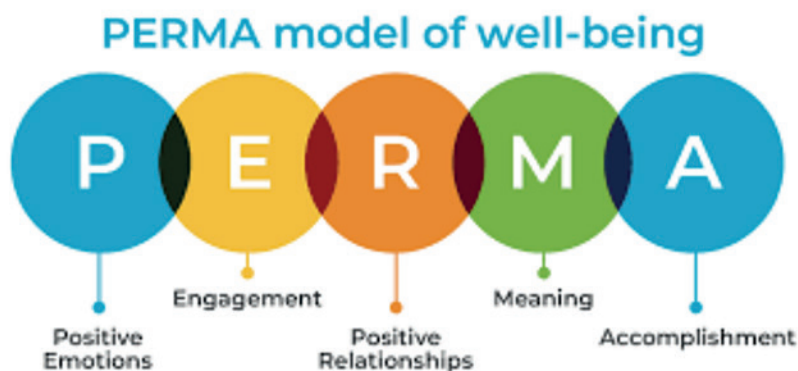 PERMA model of well-being
P E R M A
Engagement
Meaning
Positive
Emotions
Positive
Relationships
Accomplishment